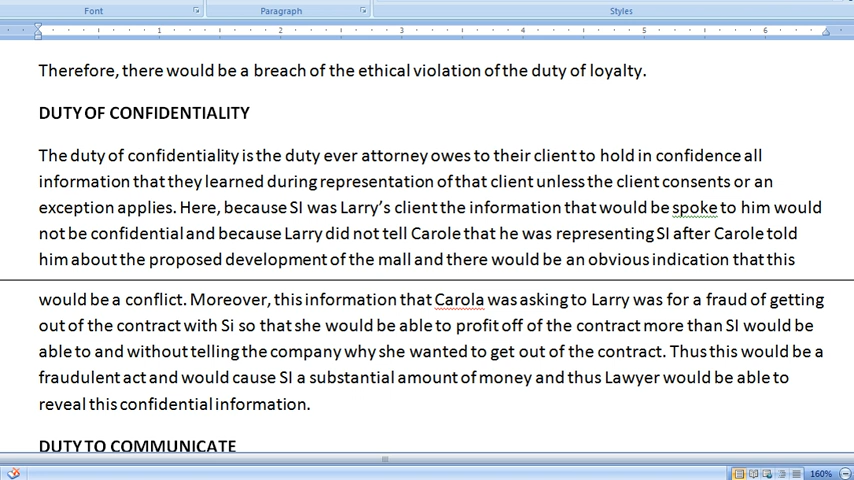 Font Paragraph Styles
1 2 3 4 5 6
Therefore, there would be a breach of the ethical violation of the duty of loyalty.
DUTY OF CONFIDENTIALITY
The duty of confidentiality is the duty ever attorney owes to their client to hold in confidence all
information that they learned during representation of that client unless the client consents or an
exception applies. Here, because SI was Larry’s client the information that would be spoke to him would
not be confidential and because Larry did not tell Carole that he was representing SI after Carole told
him about the proposed development of the mall and there would be an obvious indication that this
would be a conflict. Moreover, this information that Carola was asking to Larry was for a fraud of getting
out of the contract with Si so that she would be able to profit off of the contract more than SI would be
able to and without telling the company why she wanted to get out of the contract. Thus this would be a
fraudulent act and would cause SI a substantial amount of money and thus Lawyer would be able to
reveal this confidential information.
DUTY TO COMMUNICATE
160%